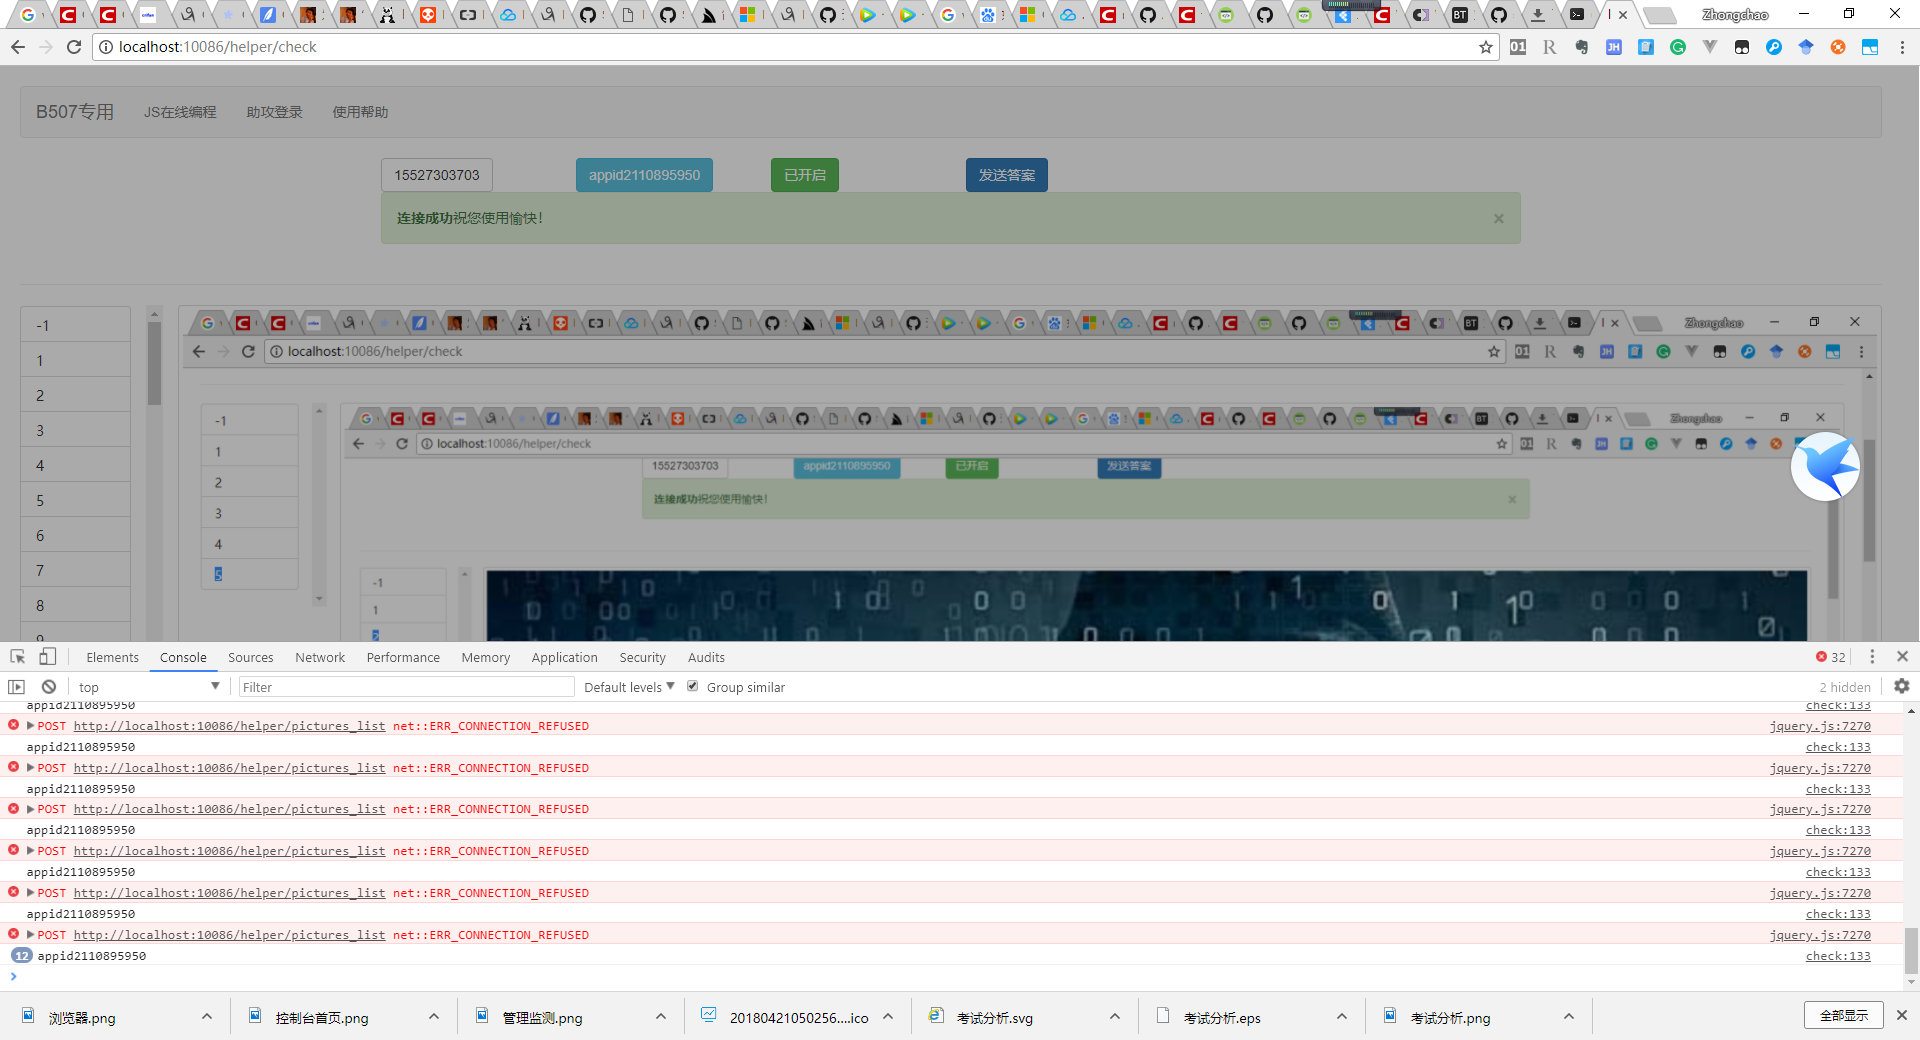 Zhongchao
localhost:10086/helper/check
B507专用 JS在线编程 助攻登录 使用帮助
15527303703 appid2110895950 已开启 发送答案
连接成功祝您使用愉快!
×
-1
1
2
3
4
5
6
7
8
9
Zhongchao
localhost:10086/helper/check
-1
1
2
3
4
5
Zhongchao
localhost:10086/helper/check
15527303703 appid2110895950 已开启 发送答案
连接成功祝您使用愉快!
×
-1
1
2
Elements Console Sources Network Performance Memory Application Security Audits 32
top Filter Default levels Group similar 2 hidden
appid2110895950 check:133
POST http://localhost:10086/helper/pictures_list net::ERR_CONNECTION_REFUSED jquery.js:7270
appid2110895950 check:133
POST http://localhost:10086/helper/pictures_list net::ERR_CONNECTION_REFUSED jquery.js:7270
appid2110895950 check:133
POST http://localhost:10086/helper/pictures_list net::ERR_CONNECTION_REFUSED jquery.js:7270
appid2110895950 check:133
POST http://localhost:10086/helper/pictures_list net::ERR_CONNECTION_REFUSED jquery.js:7270
appid2110895950 check:133
POST http://localhost:10086/helper/pictures_list net::ERR_CONNECTION_REFUSED jquery.js:7270
appid2110895950 check:133
POST http://localhost:10086/helper/pictures_list net::ERR_CONNECTION_REFUSED jquery.js:7270
12 appid2110895950 check:133
浏览器.png 控制台首页.png 管理监测.png 20180421050256....ico 考试分析.svg 考试分析.eps 考试分析.png 全部显示